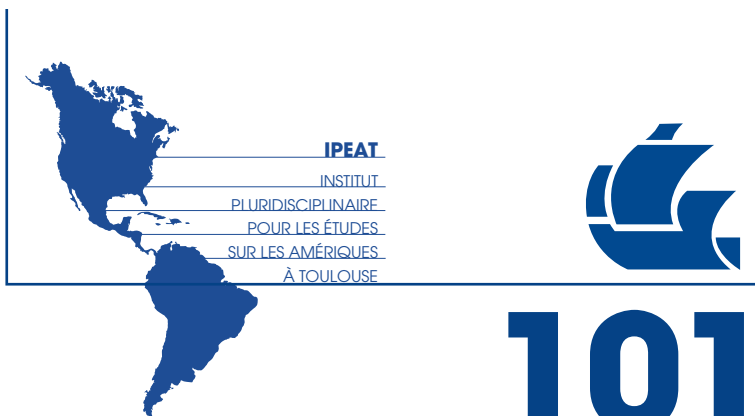 IPEAT
INSTITUT
PLURIDISCIPLINAIRE
POUR LES ÉTUDES
SUR LES AMÉRIQUES
À TOULOUSE
101